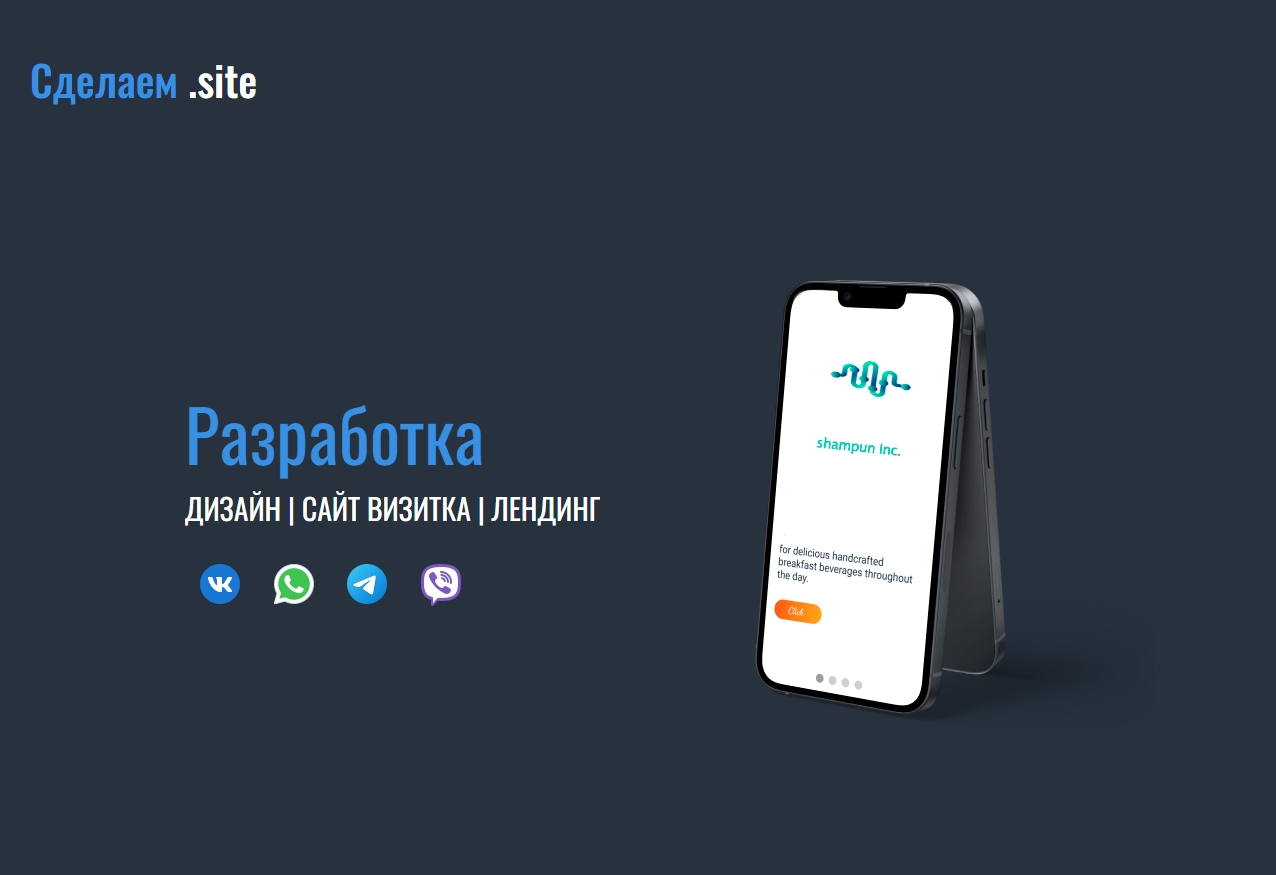 Сделаем .site
Разработка
ДИЗАЙН | САЙТ ВИЗИТКА | ЛЕНДИНГ
shampun inc.
for delicious handcrafted
breakfast beverages throughout
the day.
Click